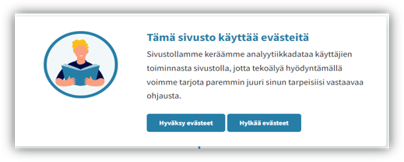 Tämä sivusto käyttää evästeitä
Sivustollamme keräämme analytiikkadataa käyttäjien
toiminnasta sivustolla, jotta tekoälyä hyödyntämällä
voimme tarjota paremmin juuri sinun tarpeisiisi vastaavaa
ohjausta.
Hyväksy evästeet Hylkää evästeet